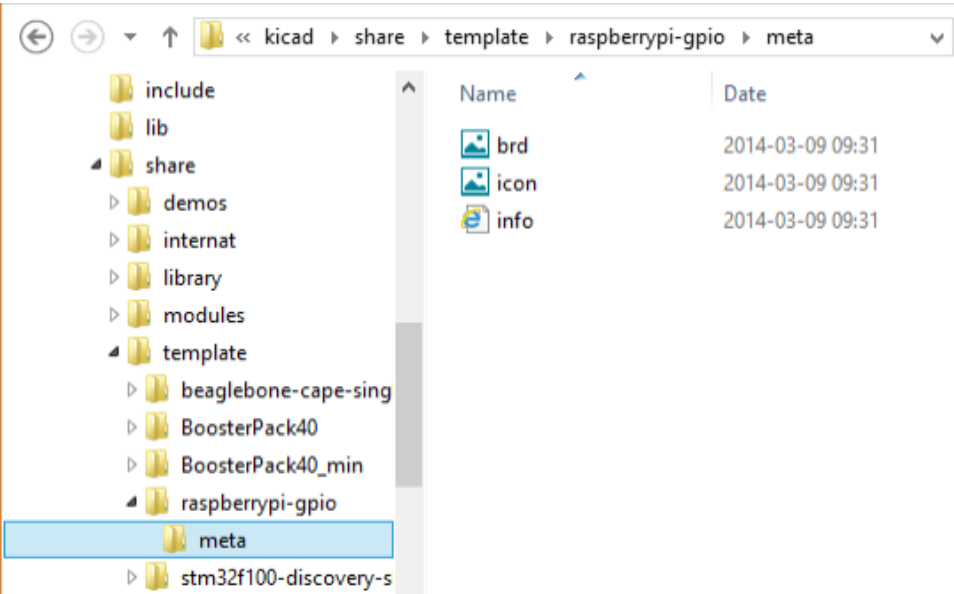 « kicad share template raspberrypi-gpio meta
include
lib
share
demos
internat
library
modules
template
beaglebone-cape-sing
BoosterPack40
BoosterPack40_min
raspberrypi-gpio
meta
stm32f100-discovery-s
Name Date
brd 2014-03-09 09:31
icon 2014-03-09 09:31
info 2014-03-09 09:31